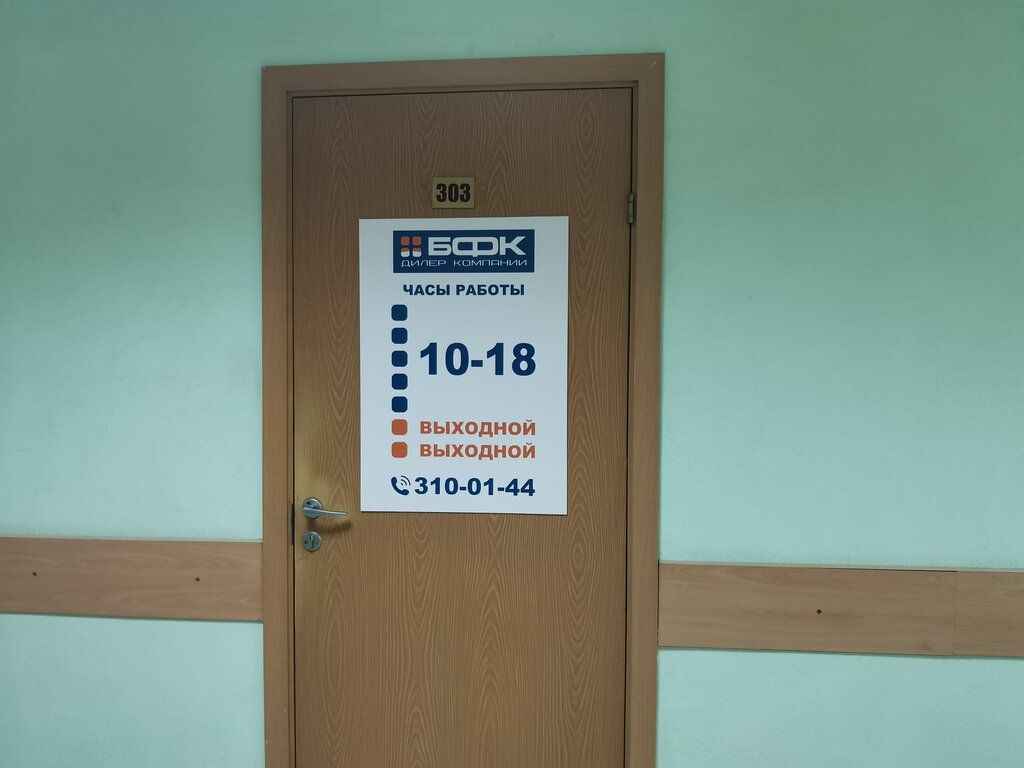 303
БФК
ДИЛЕР КОМПАНИИ
ЧАСЫ РАБОТЫ
10-18
ВЫХОДНОЙ
ВЫХОДНОЙ
310-01-44